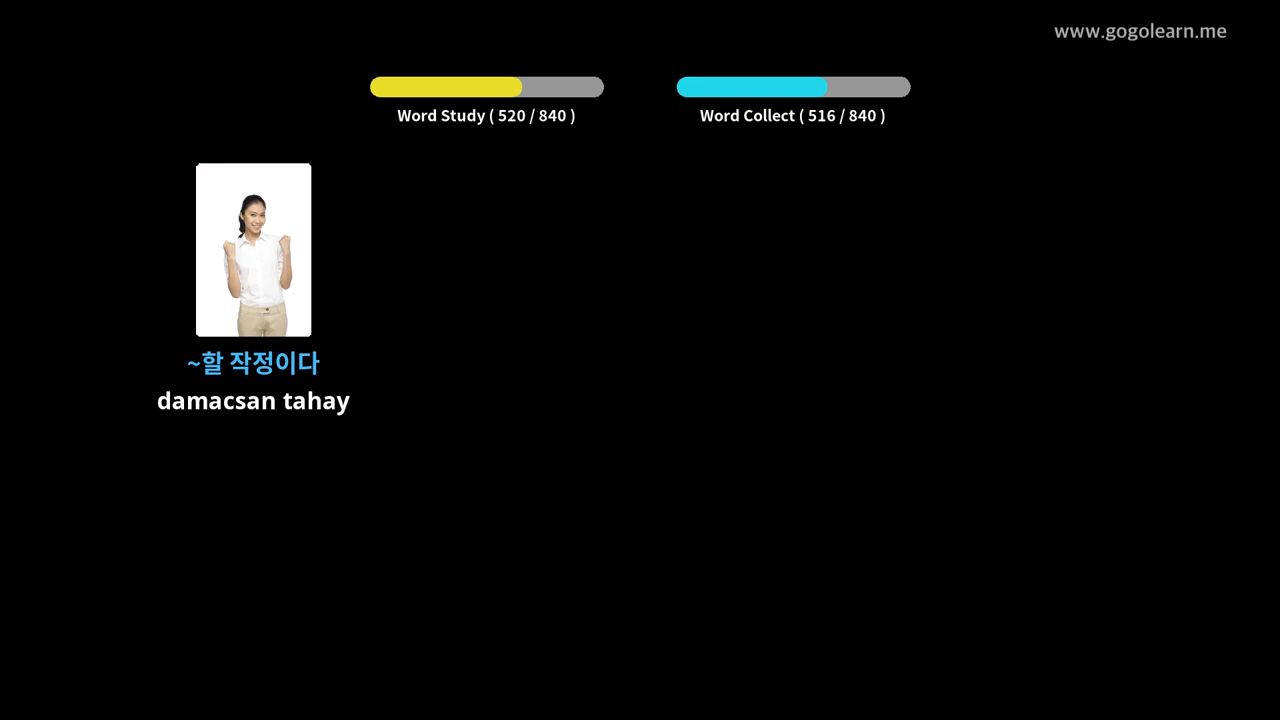 www.gogolearn.me
Word Study ( 520 / 840 )
Word Collect ( 516 / 840 )
~할 작정이다
damacsan tahay